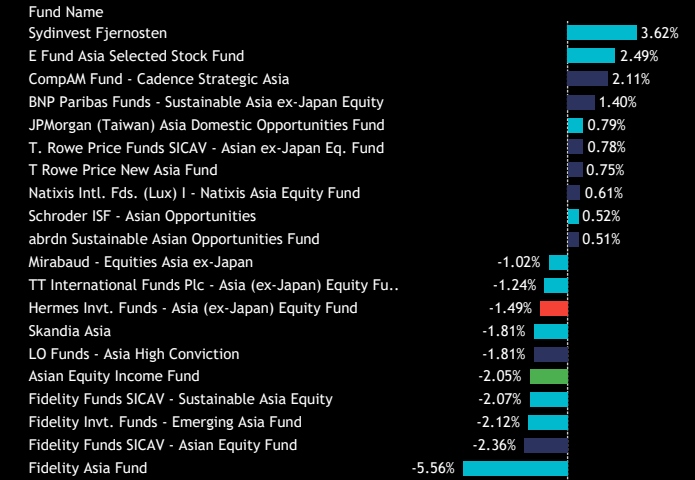 Fund Name
Sydinvest Fjernosten 3.62%
E Fund Asia Selected Stock Fund 2.49%
CompAM Fund - Cadence Strategic Asia 2.11%
BNP Paribas Funds - Sustainable Asia ex-Japan Equity 1.40%
JPMorgan (Taiwan) Asia Domestic Opportunities Fund 0.79%
T. Rowe Price Funds SICAV - Asian ex-Japan Eq. Fund 0.78%
T Rowe Price New Asia Fund 0.75%
Natixis Intl. Fds. (Lux) I - Natixis Asia Equity Fund 0.61%
Schroder ISF - Asian Opportunities 0.52%
abrdn Sustainable Asian Opportunities Fund 0.51%
Mirabaud - Equities Asia ex-Japan -1.02%
TT International Funds Plc - Asia (ex-Japan) Equity Fu.. -1.24%
Hermes Invt. Funds - Asia (ex-Japan) Equity Fund -1.49%
Skandia Asia -1.81%
LO Funds - Asia High Conviction -1.81%
Asian Equity Income Fund -2.05%
Fidelity Funds SICAV - Sustainable Asia Equity -2.07%
Fidelity Invt. Funds - Emerging Asia Fund -2.12%
Fidelity Funds SICAV - Asian Equity Fund -2.36%
Fidelity Asia Fund -5.56%